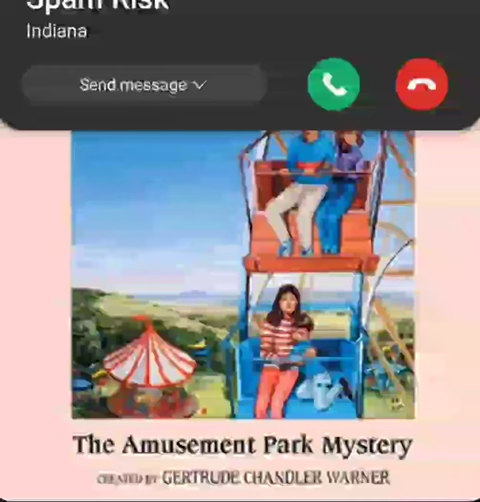 Spam Risk
Indiana
Send message
The Amusement Park Mystery
CREATED BY GERTRUDE CHANDLER WARNER